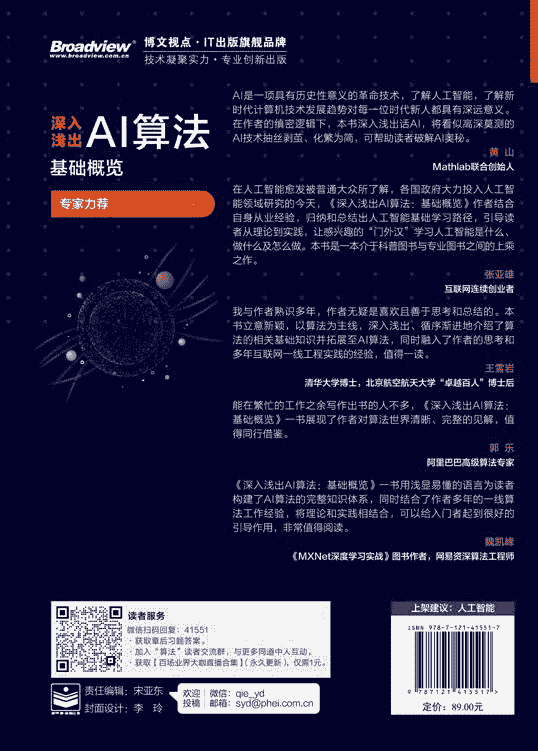 Broadview®
www.broadview.com.cn
博文视点·IT出版旗舰品牌
技术凝聚实力·专业创新出版
深入
浅出
AI算法
基础概览
专家力荐
AI是一项具有历史性意义的革命技术，了解人工智能，了解新
时代计算机技术发展趋势对每一位时代新人都具有深远意义。
在作者的缜密逻辑下，本书深入浅出话AI，将看似高深莫测的
AI技术抽丝剥茧、化繁为简，可帮助读者破解AI奥秘。
黄 山
Mathlab联合创始人
在人工智能愈发被普通大众所了解，各国政府大力投入人工智
能领域研究的今天，《深入浅出AI算法：基础概览》作者结合
自身从业经验，归纳和总结出人工智能基础学习路径，引导读
者从理论到实践，让感兴趣的“门外汉”学习人工智能是什么、
做什么及怎么做。本书是一本介于科普图书与专业图书之间的上乘
之作。
张亚雄
互联网连续创业者
我与作者熟识多年，作者无疑是喜欢且善于思考和总结的。本
书立意新颖，以算法为主线，深入浅出、循序渐进地介绍了算
法的相关基础知识并拓展至AI算法，同时融入了作者的思考和
多年互联网一线工程实践的经验，值得一读。
王雪岩
清华大学博士，北京航空航天大学“卓越百人”博士后
能在繁忙的工作之余写作出书的人不多，《深入浅出AI算法：
基础概览》一书展现了作者对算法世界清晰、完整的见解，值
得同行借鉴。
郭 乐
阿里巴巴高级算法专家
《深入浅出AI算法：基础概览》一书用浅显易懂的语言为读者
构建了AI算法的完整知识体系，同时结合了作者多年的一线算
法工作经验，将理论和实践相结合，可以给入门者起到很好的
引导作用，非常值得阅读。
魏凯峰
《MXNet深度学习实战》图书作者，网易资深算法工程师
读者服务
微信扫码回复：41551
·获取章后习题答案。
·加入“算法”读者交流群，与更多同道中人互动。
·获取【百场业界大咖直播合集】（永久更新），仅需1元。
责任编辑：宋亚东
封面设计：李 玲
欢迎
投稿
微信：qie_yd
邮箱：syd@phei.com.cn
上架建议：人工智能
ISBN 978-7-121-41551-7
9 787121 415517 >
定价：89.00元